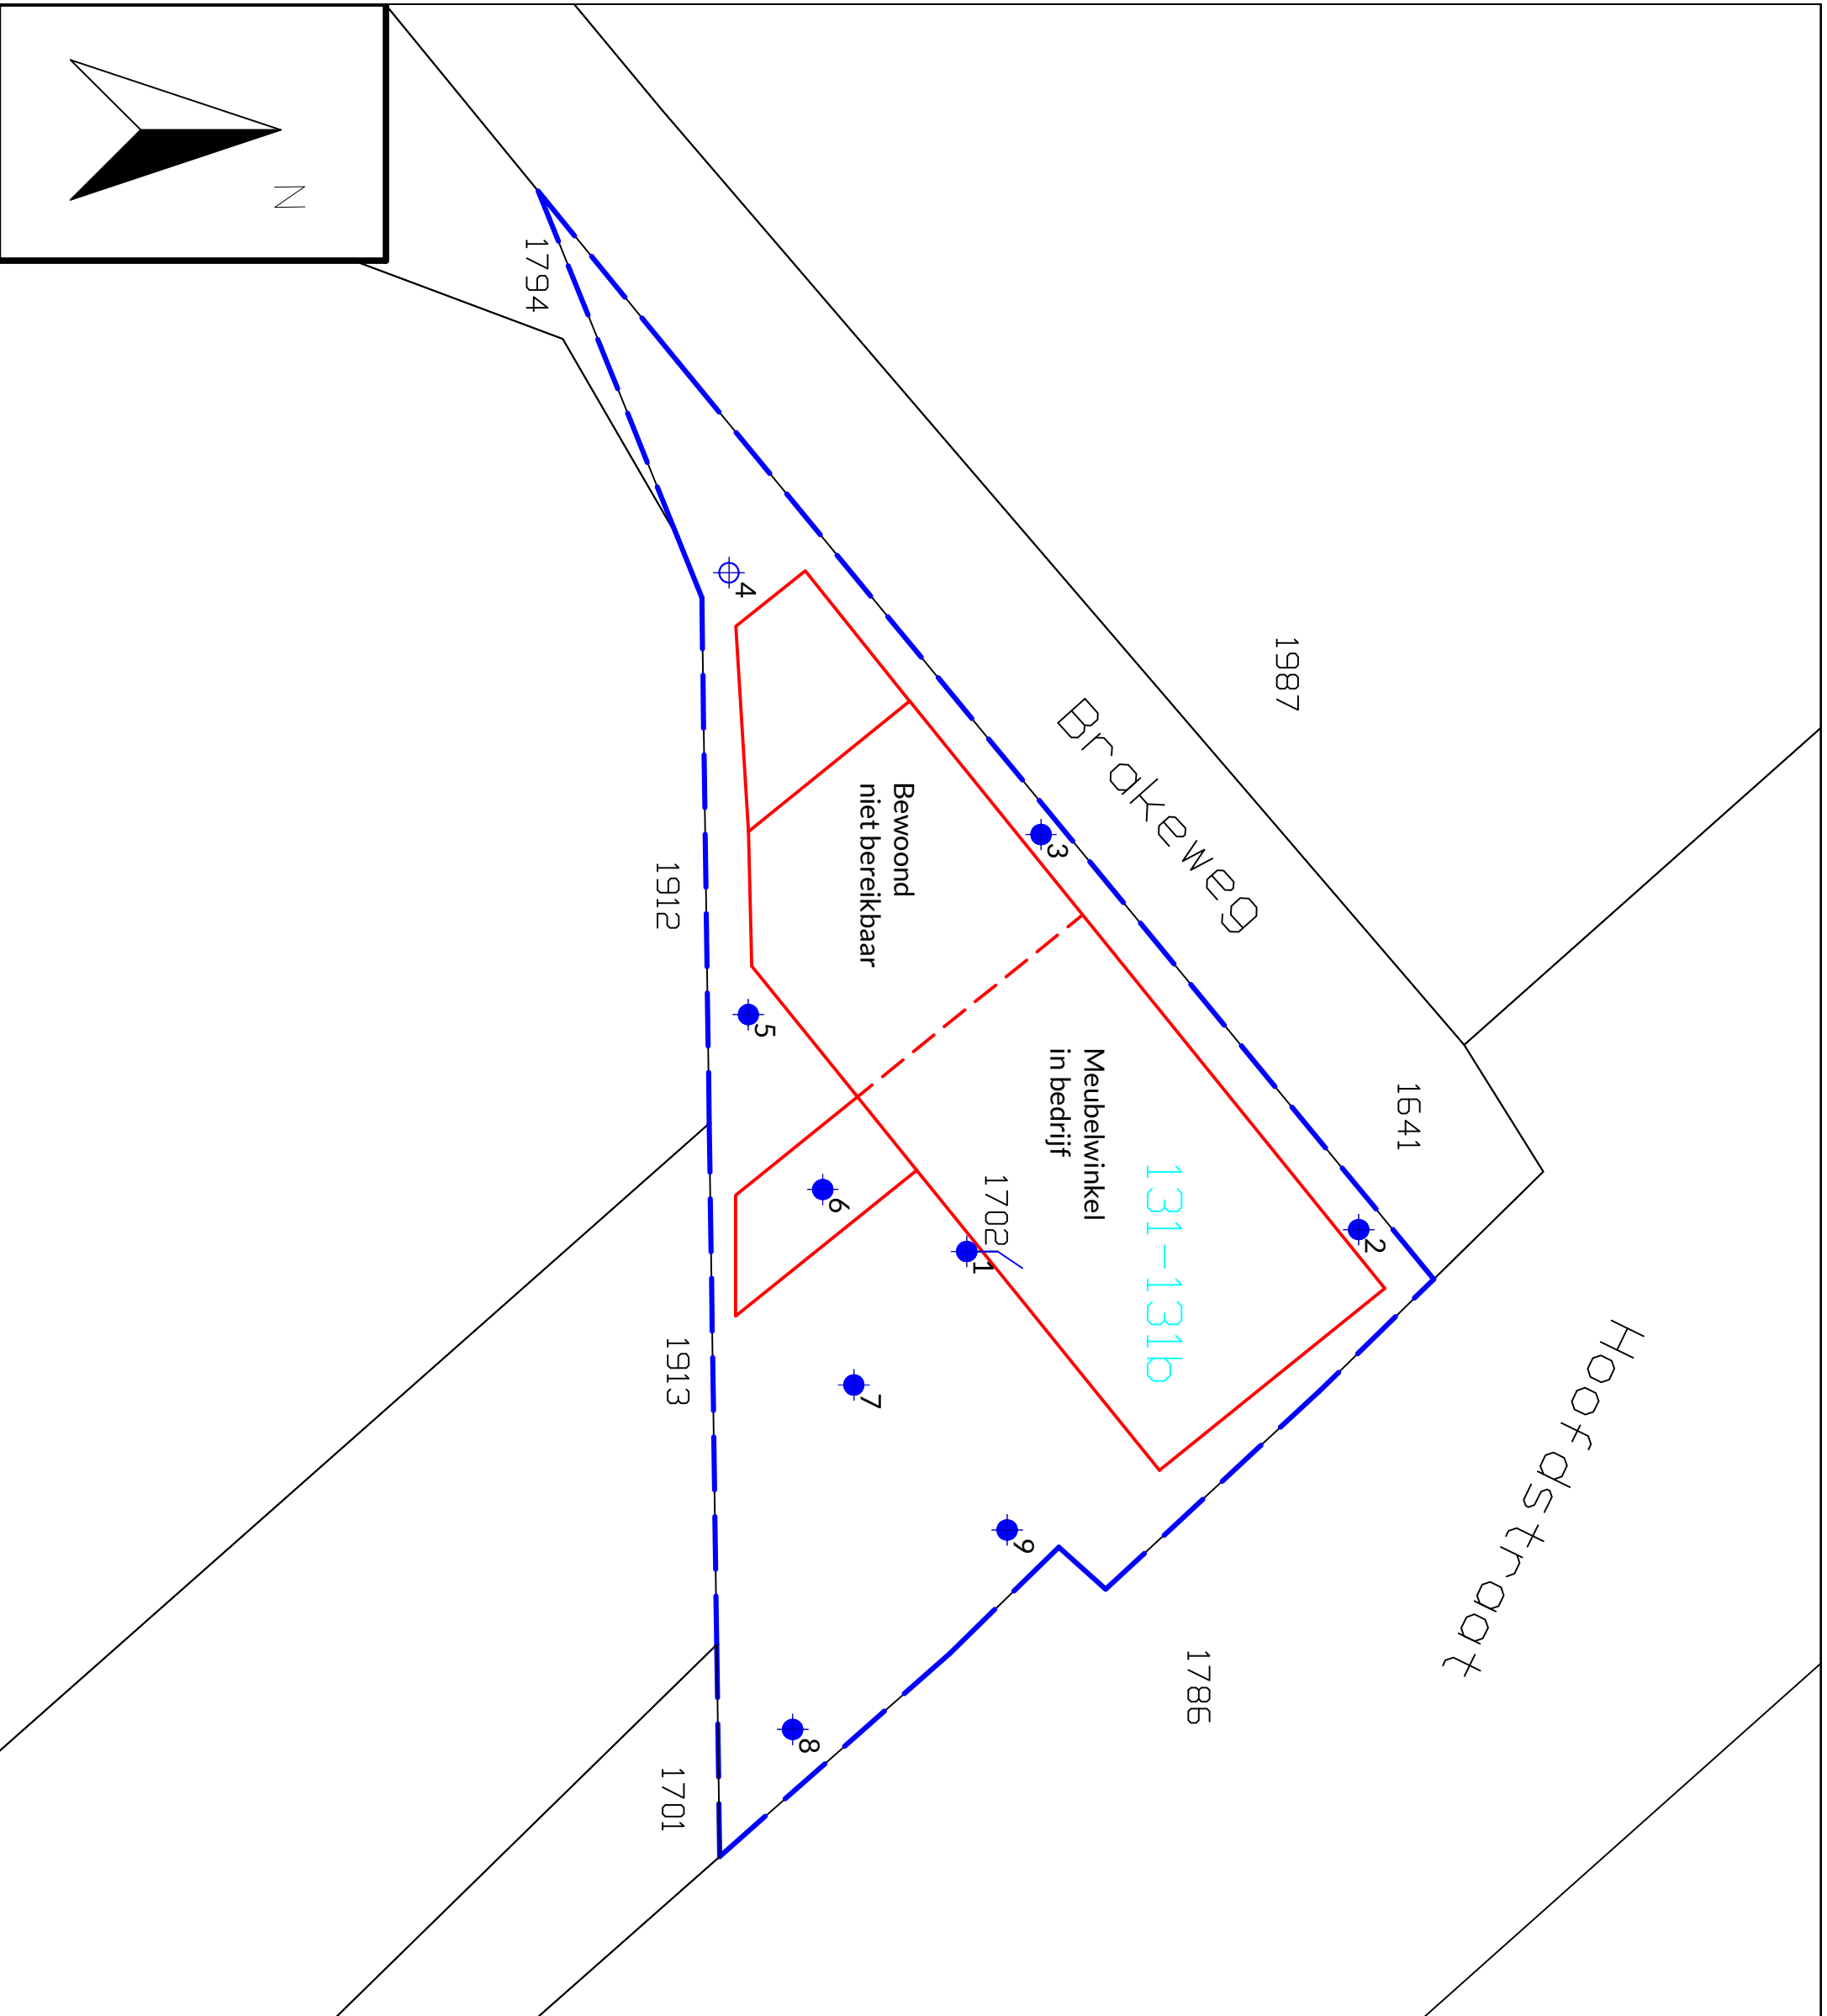 N
1794
4
1987
Brakeweg
Bewoond
niet bereikbaar
3
1912
5
Meubelwinkel
in bedrijf
1641
131-131b
1702
6
1
2
Hoofdstraat
1913
7
9
1786
8
1701